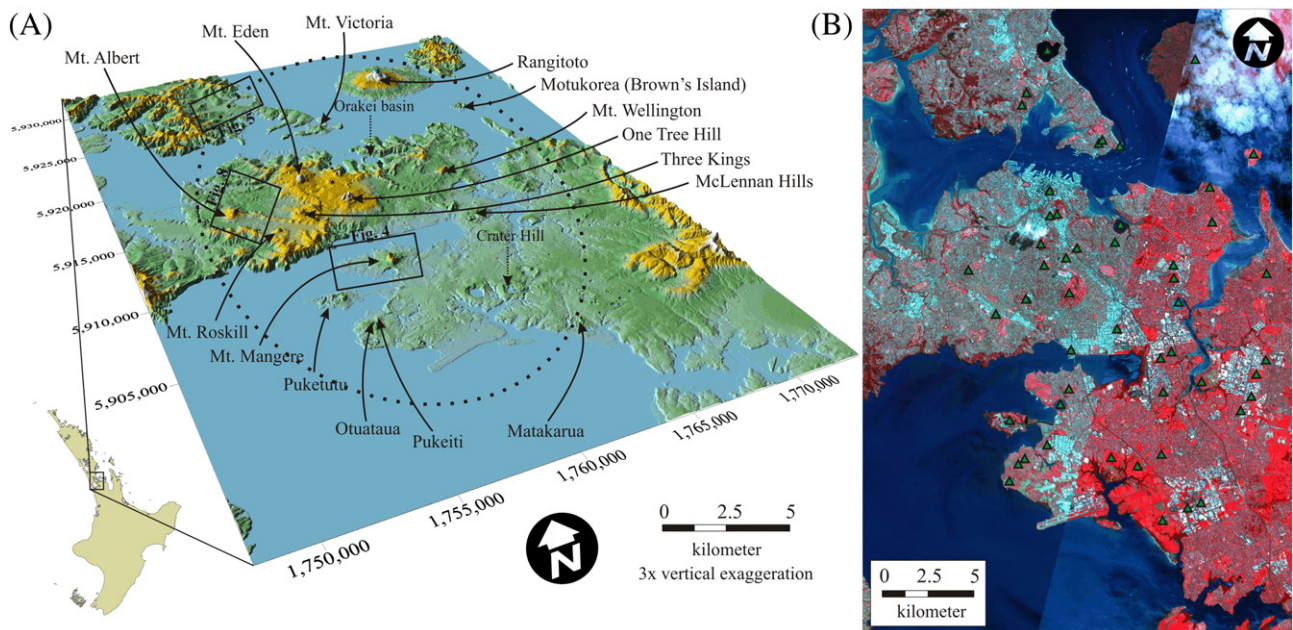 (A)
Mt. Victoria
Mt. Eden
Mt. Albert
Rangitoto
Motukorea (Brown's Island)
Orakei basin
Mt. Wellington
One Tree Hill
Three Kings
McLennan Hills
Fig. 4
Crater Hill
5,930,000
5,925,000
5,920,000
5,915,000
5,910,000
5,905,000
Mt. Roskill
Mt. Mangere
Puketutu
Otuataua
Pukeiti
Matakarua
1,750,000
1,755,000
1,760,000
1,765,000
1,770,000
N
0 2.5 5
kilometer
3x vertical exaggeration
(B)
N
0 2.5 5
kilometer